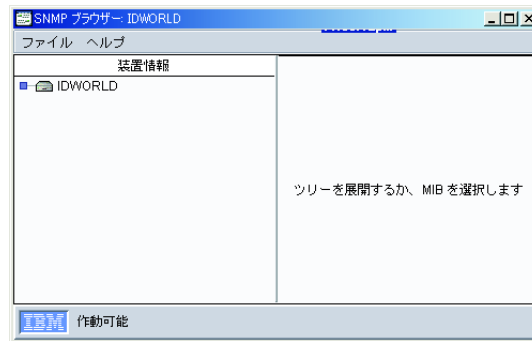 SNMP ブラウザー: IDWORLD
ファイル ヘルプ
装置情報
IDWORLD
ツリーを展開するか、MIB を選択します
IBM 作動可能